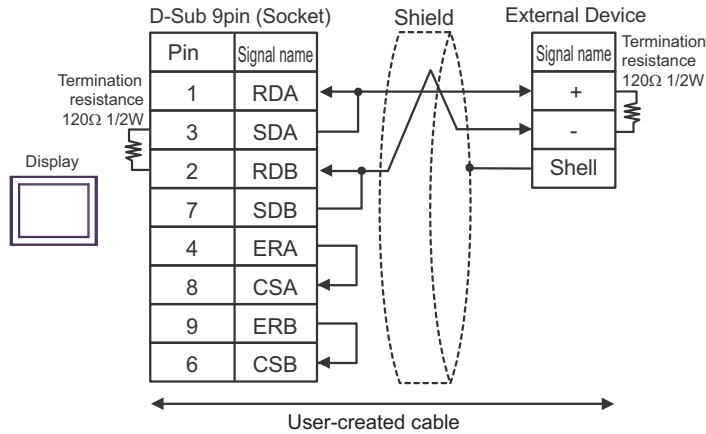 D-Sub 9pin (Socket)
Shield
External Device
Pin
Signal name
1
RDA
3
SDA
2
RDB
7
SDB
4
ERA
8
CSA
9
ERB
6
CSB
Termination
resistance
120Ω 1/2W
Display
Signal name
+
-
Shell
Termination
resistance
120Ω 1/2W
User-created cable